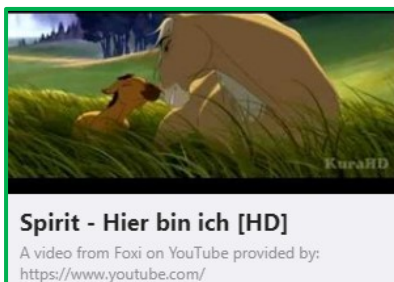 KuraHD
Spirit - Hier bin ich [HD]
A video from Foxi on YouTube provided by:
https://www.youtube.com/